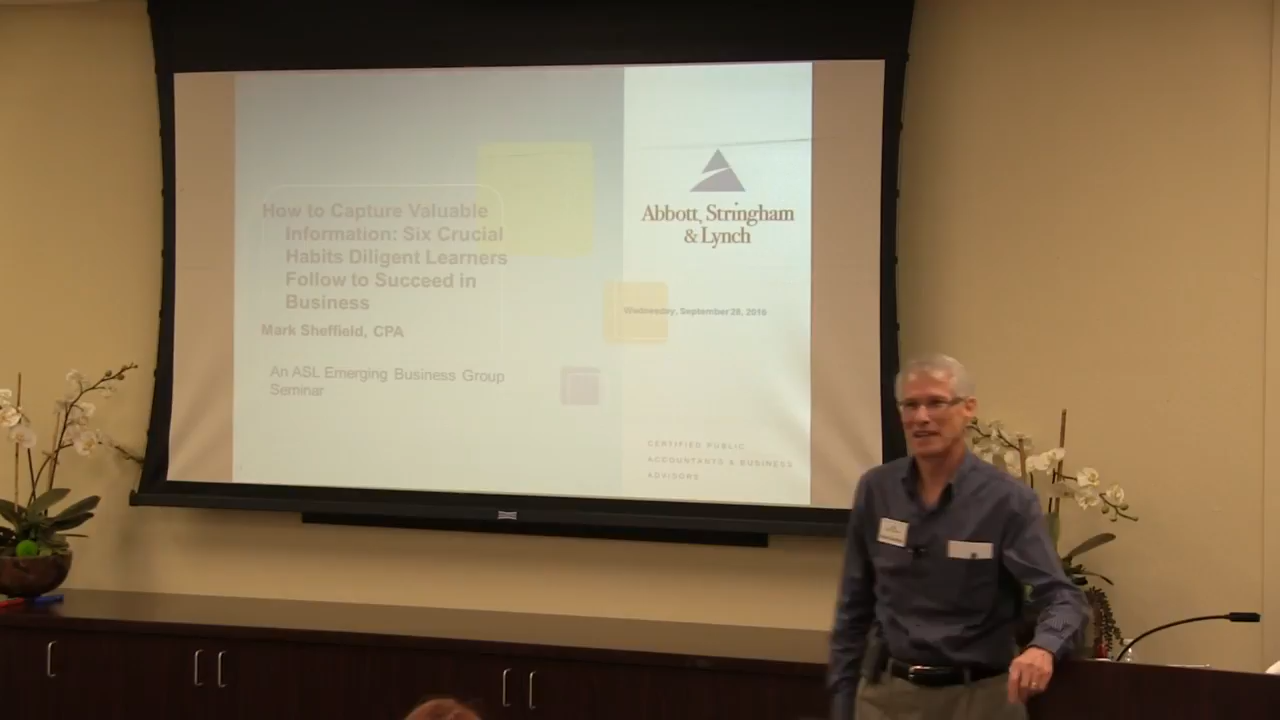 How to Capture Valuable
Information: Six Crucial
Habits Diligent Learners
Follow to Succeed in
Business
Mark Sheffield, CPA
An ASL Emerging Business Group
Seminar
Abbott, Stringham
& Lynch
Wednesday, September 28, 2016
CERTIFIED PUBLIC
ACCOUNTANTS & BUSINESS
ADVISORS